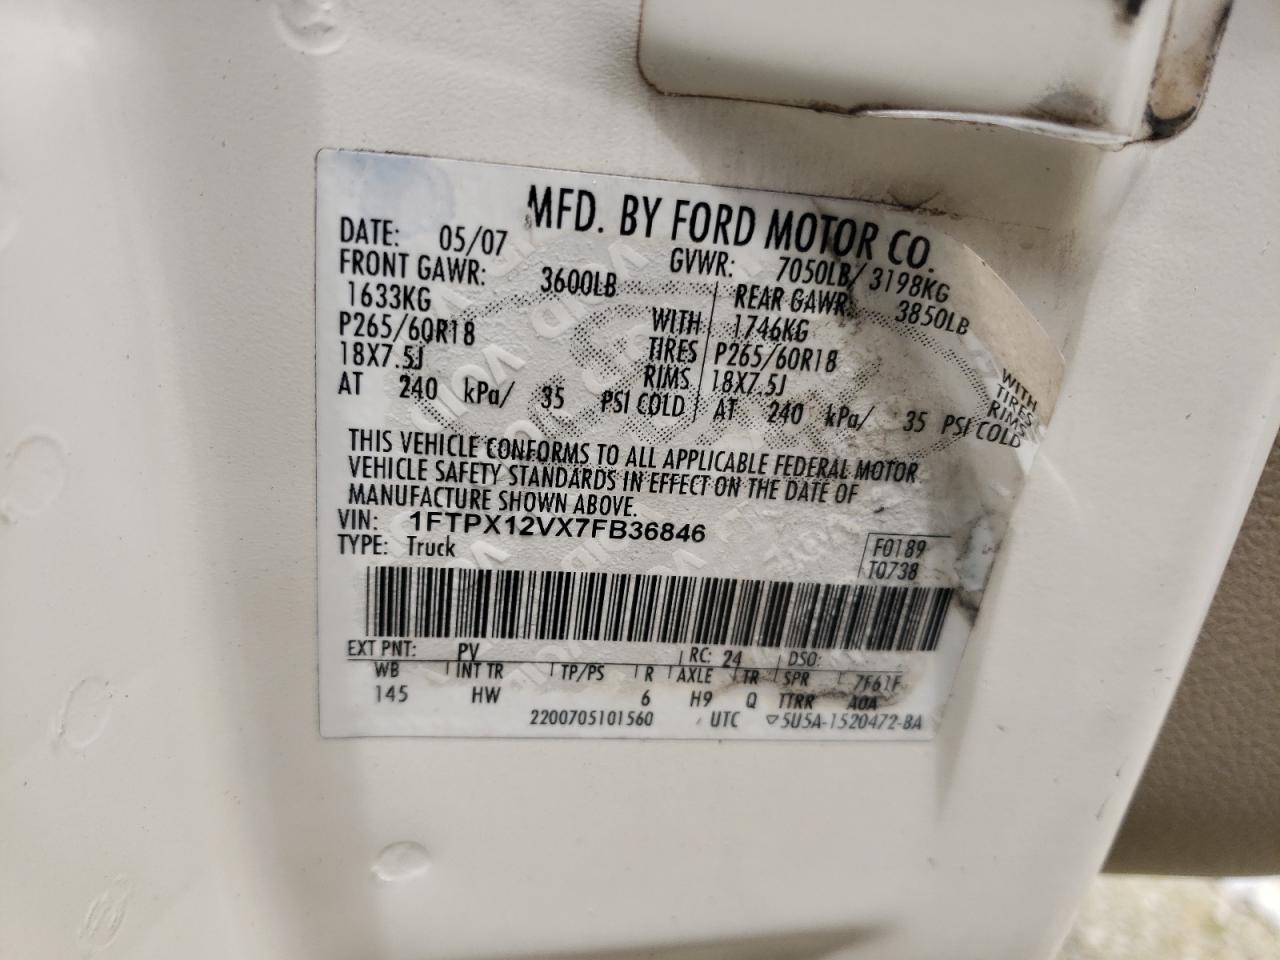 MFD. BY FORD MOTOR CO.
DATE: 05/07 GVWR: 7050LB/ 3198KG
FRONT GAWR: 3600LB REAR GAWR: 3850LB
1633KG WITH 1746KG WITH
P265/60R18 TIRES P265/60R18 TIRES
18X7.5J RIMS 18X7.5J RIMS
AT 240 kPa/ 35 PSI COLD AT 240 kPa/ 35 PSI COLD
THIS VEHICLE CONFORMS TO ALL APPLICABLE FEDERAL MOTOR
VEHICLE SAFETY STANDARDS IN EFFECT ON THE DATE OF
MANUFACTURE SHOWN ABOVE.
VIN: 1FTPX12VX7FB36846
TYPE: Truck
F0189
T0738
EXT PNT: PV RC: 24 DSO:
WB INT TR TP/PS R AXLE TR SPR 7F61F
145 HW 6 H9 Q TTRR A0A
2200705101560 UTC ▽5U5A-1520472-BA